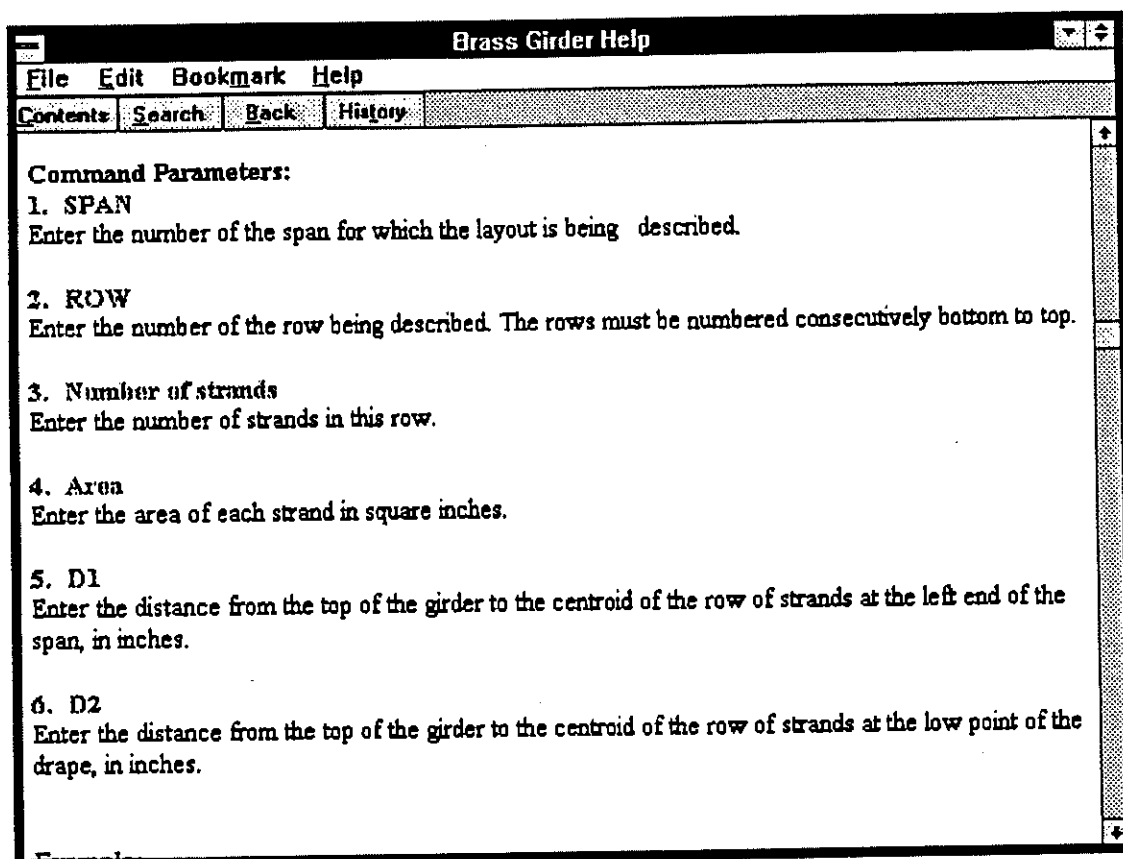 Brass Girder Help
File Edit Bookmark Help
Contents Search Back History
Command Parameters:
1. SPAN
Enter the number of the span for which the layout is being described.
2. ROW
Enter the number of the row being described. The rows must be numbered consecutively bottom to top.
3. Number of strands
Enter the number of strands in this row.
4. Area
Enter the area of each strand in square inches.
5. D1
Enter the distance from the top of the girder to the centroid of the row of strands at the left end of the
span, in inches.
6. D2
Enter the distance from the top of the girder to the centroid of the row of strands at the low point of the
drape, in inches.